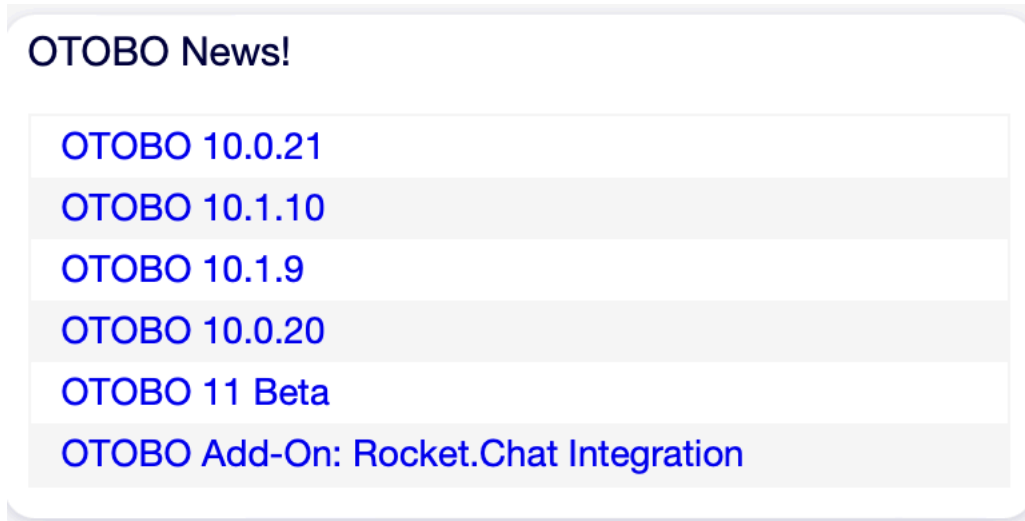 OTOBO News!
OTOBO 10.0.21
OTOBO 10.1.10
OTOBO 10.1.9
OTOBO 10.0.20
OTOBO 11 Beta
OTOBO Add-On: Rocket.Chat Integration